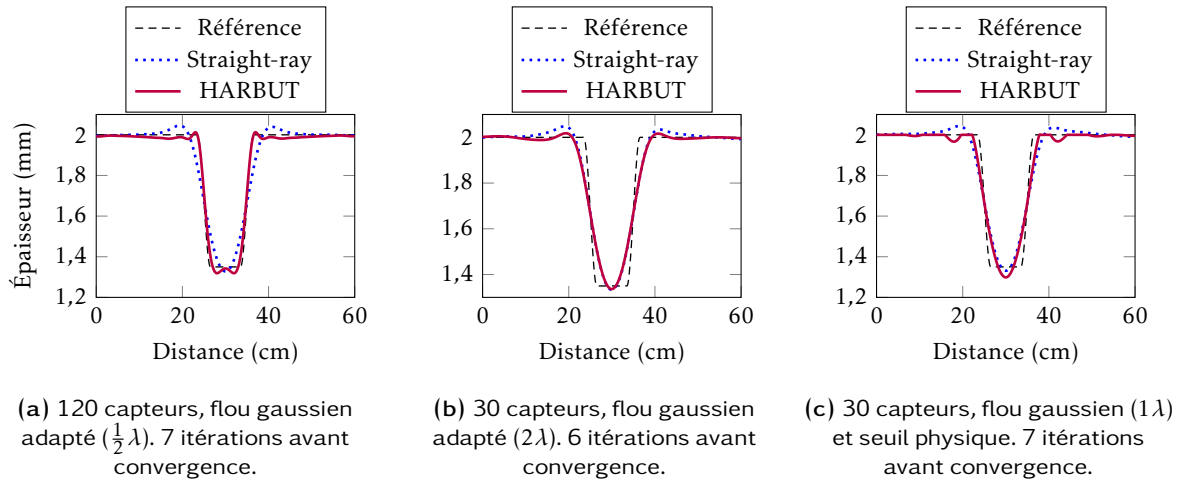 Référence
Straight-ray
HARBUT
Référence
Straight-ray
HARBUT
Référence
Straight-ray
HARBUT
Épaisseur (mm)
2
1,8
1,6
1,4
1,2
0 20 40 60
Distance (cm)
2
1,8
1,6
1,4
0 20 40 60
Distance (cm)
2
1,8
1,6
1,4
1,2
0 20 40 60
Distance (cm)
(a) 120 capteurs, flou gaussien
adapté (½λ). 7 itérations avant
convergence.
(b) 30 capteurs, flou gaussien
adapté (2λ). 6 itérations avant
convergence.
(c) 30 capteurs, flou gaussien (1λ)
et seuil physique. 7 itérations
avant convergence.